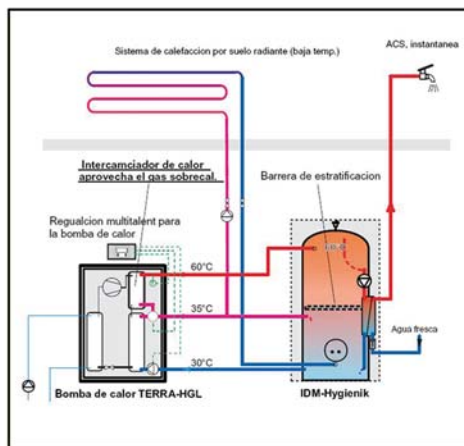 ACS, instantanea
Sistema de calefaccion por suelo radiante (baja temp.)
Intercamciador de calor
aprovecha el gas sobrecal.
Barrera de estratificacion
Regualcion multitalent para
la bomba de calor
60°C
35°C
Agua fresca
30°C
Bomba de calor TERRA-HGL
IDM-Hygienik